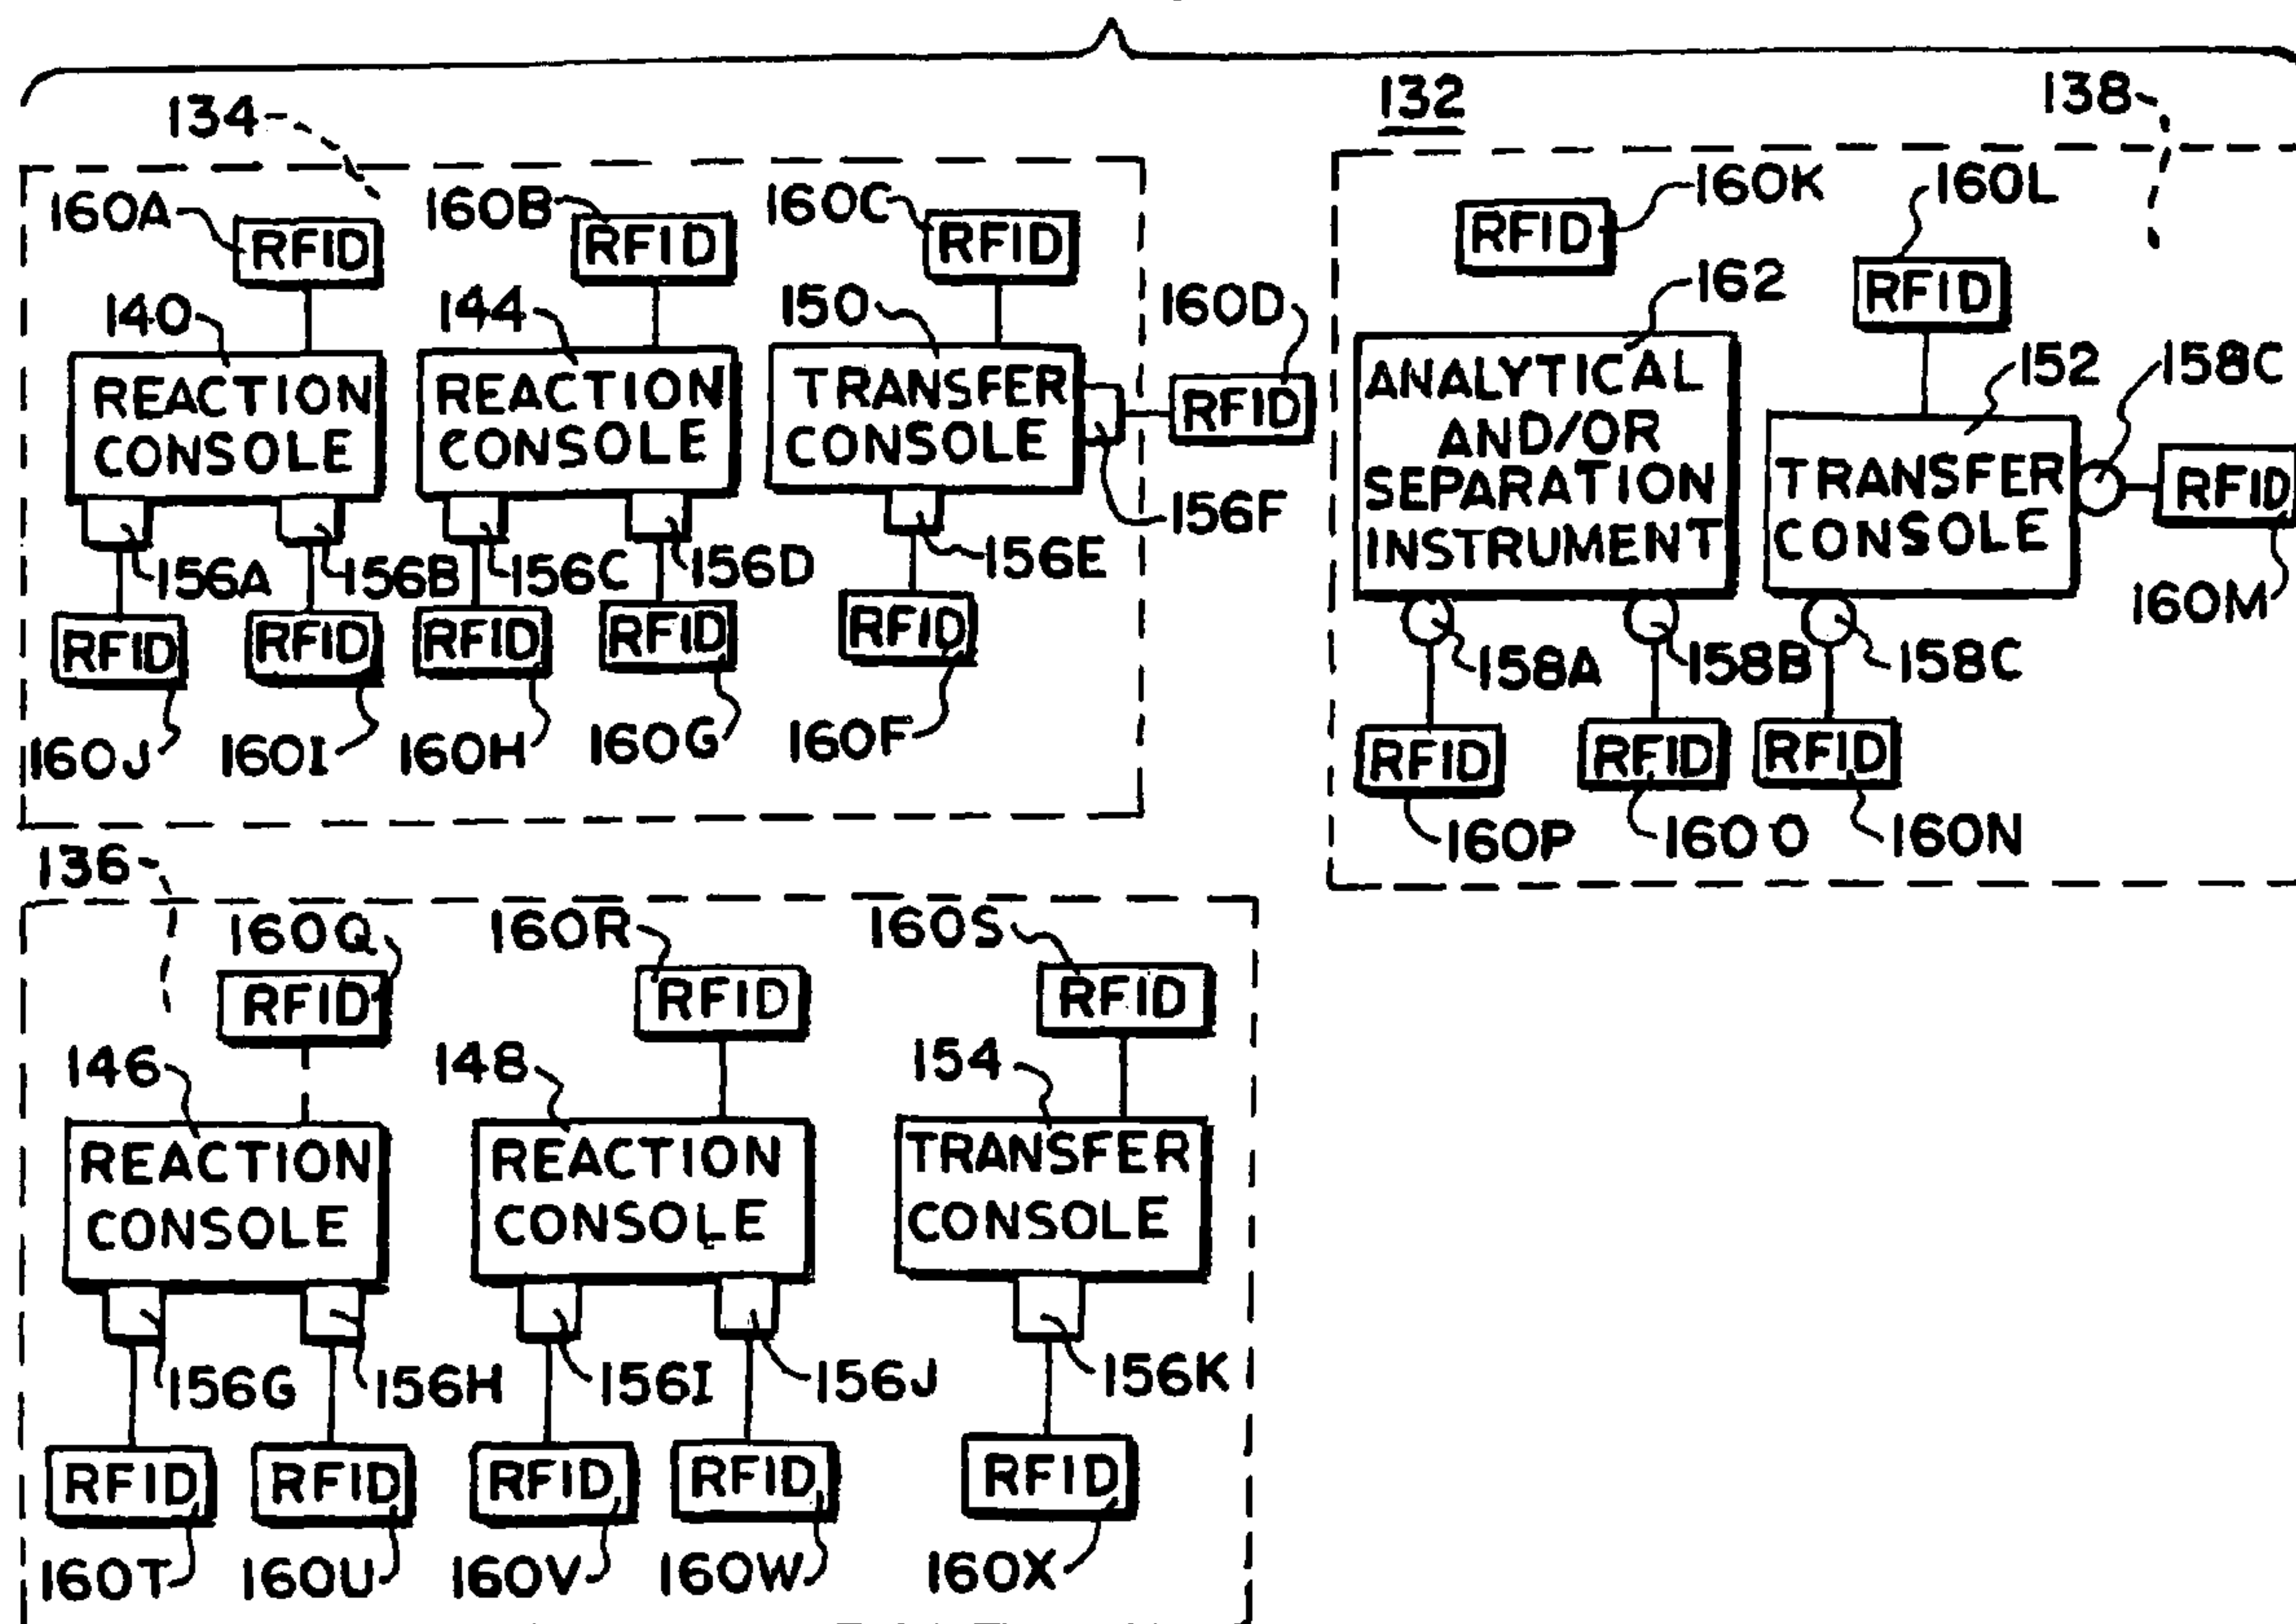 132
134
160A
RFID
160B
RFID
160C
RFID
140
REACTION
CONSOLE
144
REACTION
CONSOLE
150
TRANSFER
CONSOLE
160D
RFID
156F
156A
156B
156C
156D
156E
RFID
RFID
RFID
RFID
RFID
160J
160I
160H
160G
160F
138
RFID
160K
160L
RFID
162
ANALYTICAL
AND/OR
SEPARATION
INSTRUMENT
152
158C
TRANSFER
CONSOLE
RFID
160M
158A
158B
158C
RFID
RFID
RFID
160P
160O
160N
136
160Q
RFID
160R
RFID
160S
RFID
146
REACTION
CONSOLE
148
REACTION
CONSOLE
154
TRANSFER
CONSOLE
156G
156H
156I
156J
156K
RFID
RFID
RFID
RFID
RFID
160T
160U
160V
160W
160X